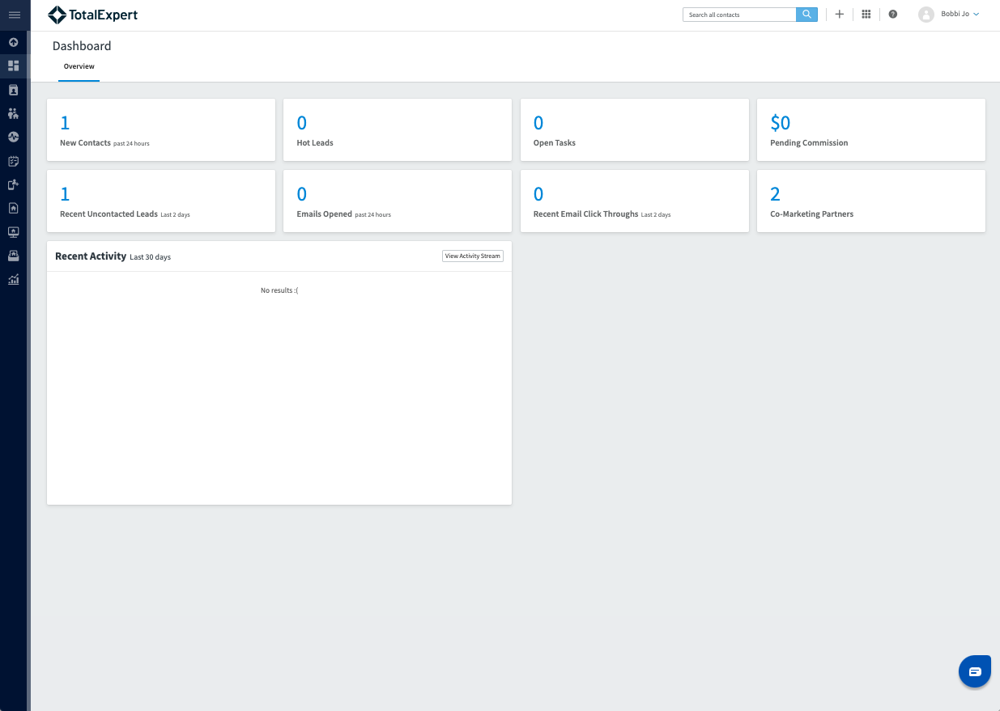 TotalExpert
Search all contacts
Bobbi Jo
Dashboard
Overview
1
New Contacts past 24 hours
0
Hot Leads
0
Open Tasks
$0
Pending Commission
1
Recent Uncontacted Leads Last 2 days
0
Emails Opened past 24 hours
0
Recent Email Click Throughs Last 2 days
2
Co-Marketing Partners
Recent Activity Last 30 days
View Activity Stream
No results :(